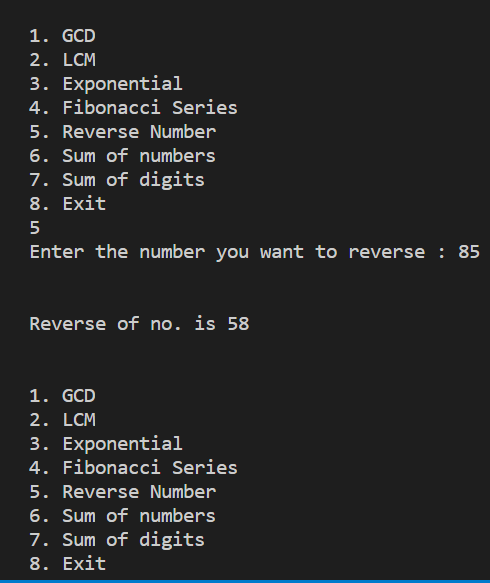 1. GCD
2. LCM
3. Exponential
4. Fibonacci Series
5. Reverse Number
6. Sum of numbers
7. Sum of digits
8. Exit
5
Enter the number you want to reverse : 85
Reverse of no. is 58
1. GCD
2. LCM
3. Exponential
4. Fibonacci Series
5. Reverse Number
6. Sum of numbers
7. Sum of digits
8. Exit